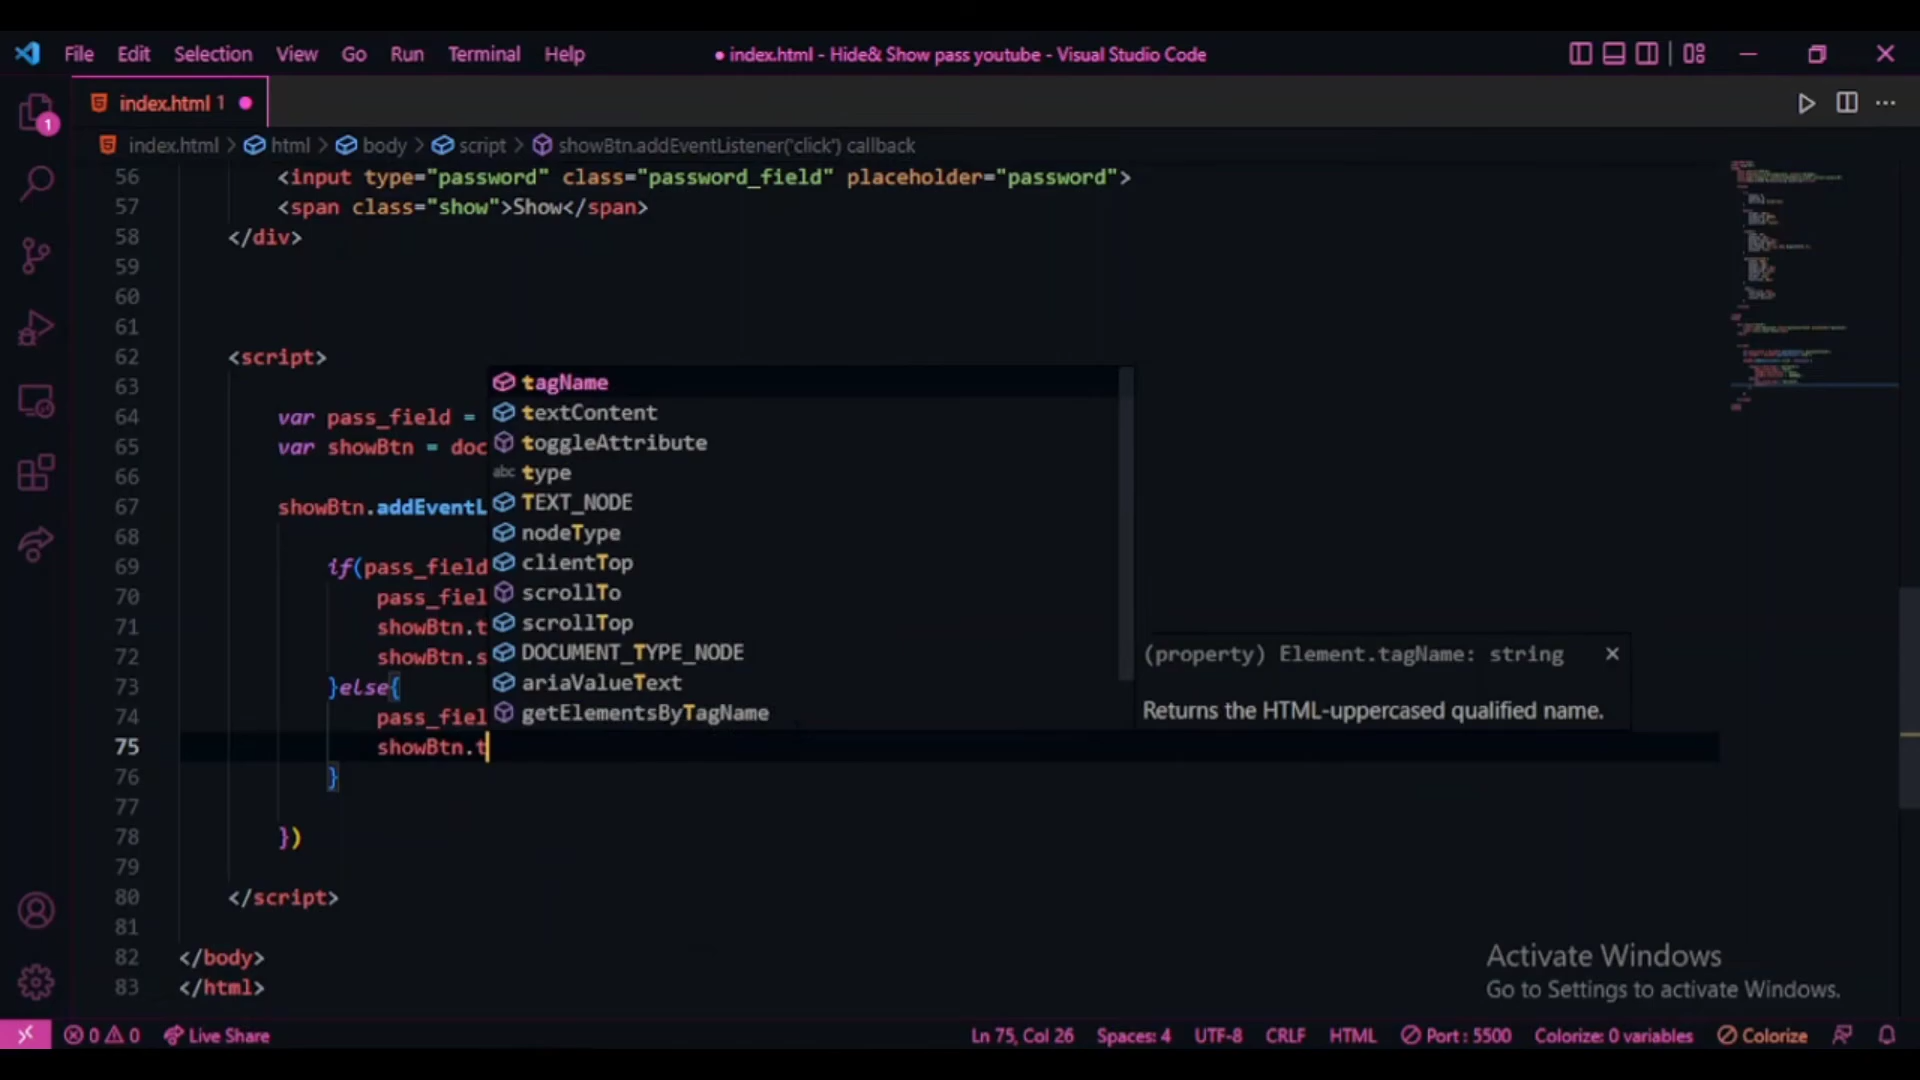 File Edit Selection View Go Run Terminal Help
● index.html - Hide& Show pass youtube - Visual Studio Code
index.html 1 ●
1
index.html > html > body > script > showBtn.addEventListener('click') callback
56 <input type="password" class="password_field" placeholder="password">
57 <span class="show">Show</span>
58 </div>
59
60
61
62 <script>
63
64 var pass_field =
65 var showBtn = doc
66
67 showBtn.addEventL
68
69 if(pass_field
70 pass_fiel
71 showBtn.t
72 showBtn.s
73 }else{
74 pass_fiel
75 showBtn.t
76 }
77
78 })
79
80 </script>
81
82 </body>
83 </html>
tagName
textContent
toggleAttribute
abc type
TEXT_NODE
nodeType
clientTop
scrollTo
scrollTop
DOCUMENT_TYPE_NODE
ariaValueText
getElementsByTagName
(property) Element.tagName: string
Returns the HTML-uppercased qualified name.
Activate Windows
Go to Settings to activate Windows.
0 0 Live Share Ln 75, Col 26 Spaces: 4 UTF-8 CRLF HTML Port : 5500 Colorize: 0 variables Colorize